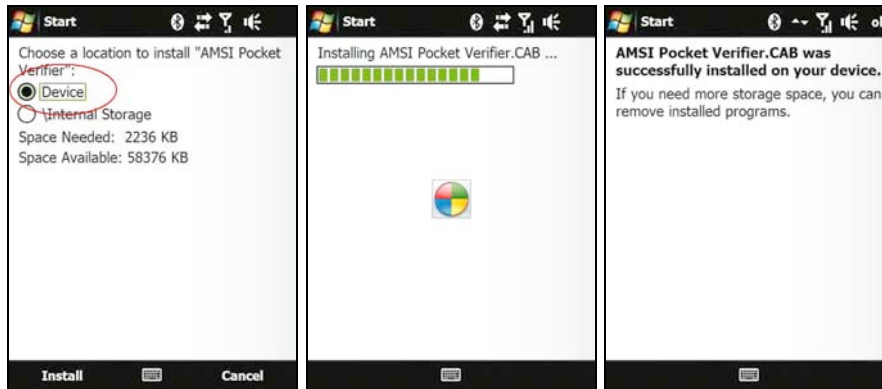 Start
Choose a location to install "AMSI Pocket
Verifier":
Device
\Internal Storage
Space Needed: 2236 KB
Space Available: 58376 KB
Install
Cancel
Start
Installing AMSI Pocket Verifier.CAB ...
Start
ok
AMSI Pocket Verifier.CAB was
successfully installed on your device.
If you need more storage space, you can
remove installed programs.